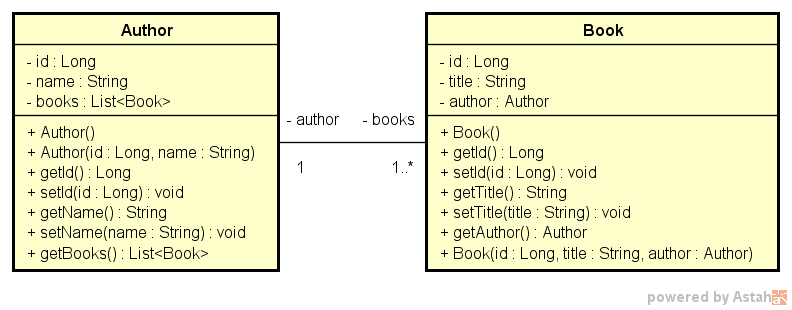 Author
- id : Long
- name : String
- books : List<Book>
+ Author()
+ Author(id : Long, name : String)
+ getId() : Long
+ setId(id : Long) : void
+ getName() : String
+ setName(name : String) : void
+ getBooks() : List<Book>
- author
- books
1
1..*
Book
- id : Long
- title : String
- author : Author
+ Book()
+ getId() : Long
+ setId(id : Long) : void
+ getTitle() : String
+ setTitle(title : String) : void
+ getAuthor() : Author
+ Book(id : Long, title : String, author : Author)
powered by Astah